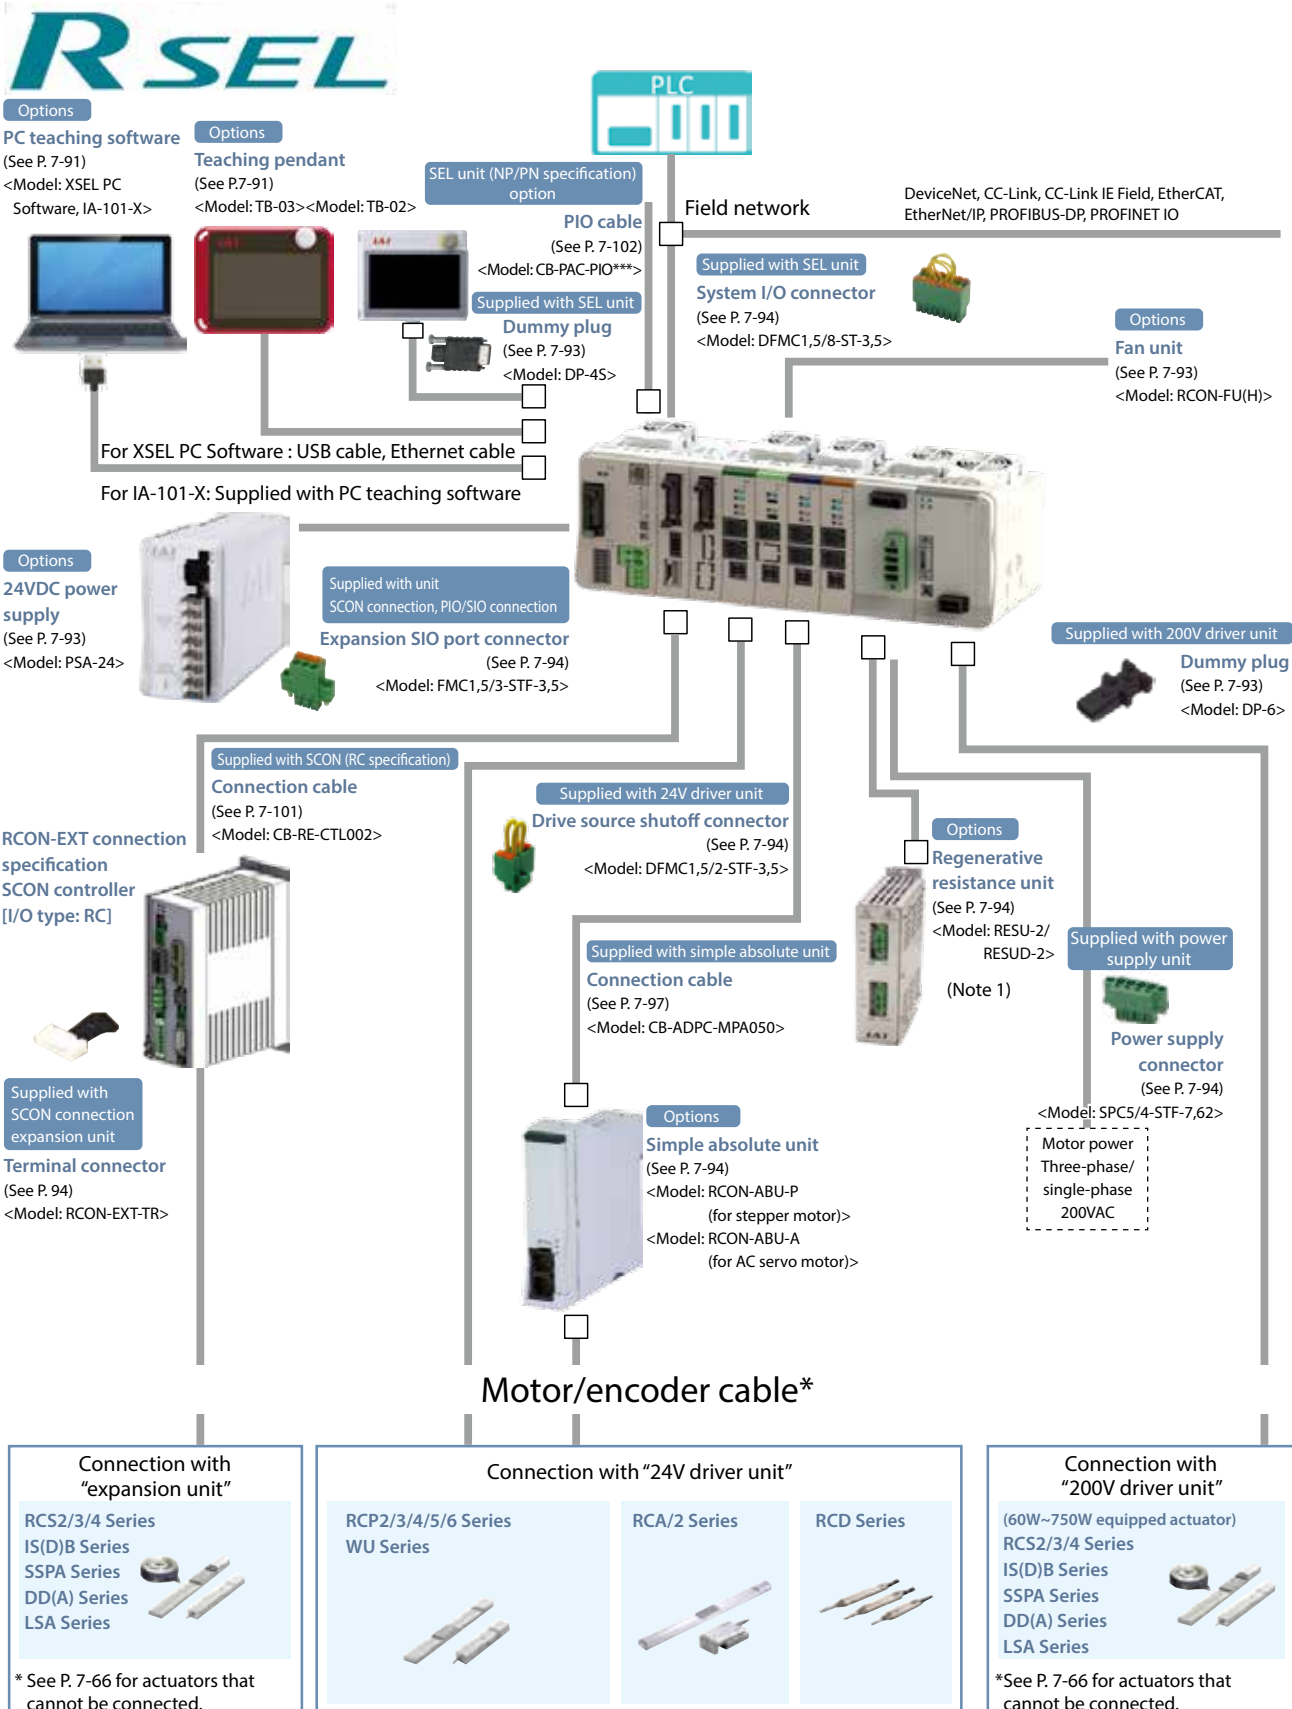 RSEL
PLC
Options
PC teaching software
(See P. 7-91)
<Model: XSEL PC
Software, IA-101-X>
Options
Teaching pendant
(See P.7-91)
<Model: TB-03><Model: TB-02>
SEL unit (NP/PN specification)
option
PIO cable
(See P. 7-102)
<Model: CB-PAC-PIO***>
Supplied with SEL unit
Dummy plug
(See P. 7-93)
<Model: DP-4S>
Field network
DeviceNet, CC-Link, CC-Link IE Field, EtherCAT,
EtherNet/IP, PROFIBUS-DP, PROFINET IO
Supplied with SEL unit
System I/O connector
(See P. 7-94)
<Model: DFMC1,5/8-ST-3,5>
Options
Fan unit
(See P. 7-93)
<Model: RCON-FU(H)>
For XSEL PC Software : USB cable, Ethernet cable
For IA-101-X: Supplied with PC teaching software
Options
24VDC power
supply
(See P. 7-93)
<Model: PSA-24>
Supplied with unit
SCON connection, PIO/SIO connection
Expansion SIO port connector
(See P. 7-94)
<Model: FMC1,5/3-STF-3,5>
Supplied with 200V driver unit
Dummy plug
(See P. 7-93)
<Model: DP-6>
Supplied with SCON (RC specification)
Connection cable
(See P. 7-101)
<Model: CB-RE-CTL002>
RCON-EXT connection
specification
SCON controller
[I/O type: RC]
Supplied with 24V driver unit
Drive source shutoff connector
(See P. 7-94)
<Model: DFMC1,5/2-STF-3,5>
Options
Regenerative
resistance unit
(See P. 7-94)
<Model: RESU-2/
RESUD-2>
(Note 1)
Supplied with power
supply unit
Power supply
connector
(See P. 7-94)
<Model: SPC5/4-STF-7,62>
Motor power
Three-phase/
single-phase
200VAC
Supplied with simple absolute unit
Connection cable
(See P. 7-97)
<Model: CB-ADPC-MPA050>
Supplied with
SCON connection
expansion unit
Terminal connector
(See P. 94)
<Model: RCON-EXT-TR>
Options
Simple absolute unit
(See P. 7-94)
<Model: RCON-ABU-P
(for stepper motor)>
<Model: RCON-ABU-A
(for AC servo motor)>
Motor/encoder cable*
Connection with
“expansion unit”
RCS2/3/4 Series
IS(D)B Series
SSPA Series
DD(A) Series
LSA Series
* See P. 7-66 for actuators that
cannot be connected.
Connection with “24V driver unit”
RCP2/3/4/5/6 Series
WU Series
RCA/2 Series
RCD Series
Connection with
“200V driver unit”
(60W~750W equipped actuator)
RCS2/3/4 Series
IS(D)B Series
SSPA Series
DD(A) Series
LSA Series
*See P. 7-66 for actuators that
cannot be connected.